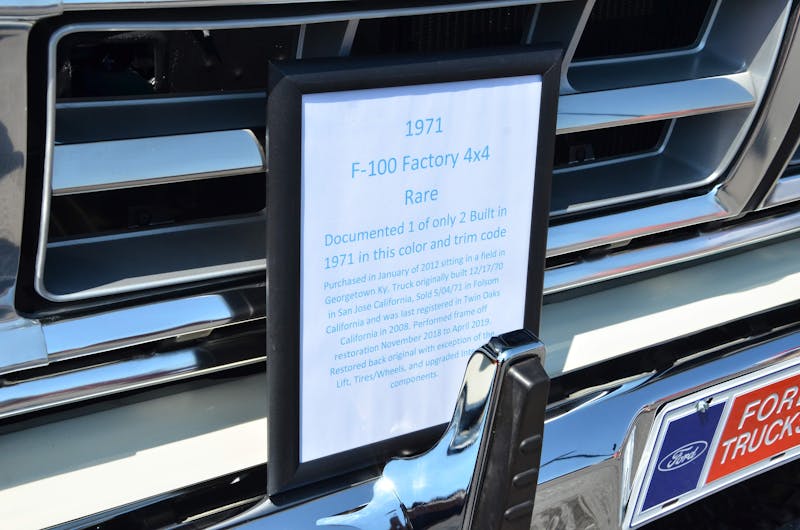 1971
F-100 Factory 4x4
Rare
Documented 1 of only 2 Built in
1971 in this color and trim code
Purchased in January of 2012 sitting in a field in
Georgetown Ky. Truck originally built 12/17/70
in San Jose California, Sold 5/04/71 in Folsom
California and was last registered in Twin Oaks
California in 2008. Performed frame off
restoration November 2018 to April 2019.
Restored back original with exception of the
Lift, Tires/Wheels, and upgraded
components.
Ford
FORD
TRUCKS